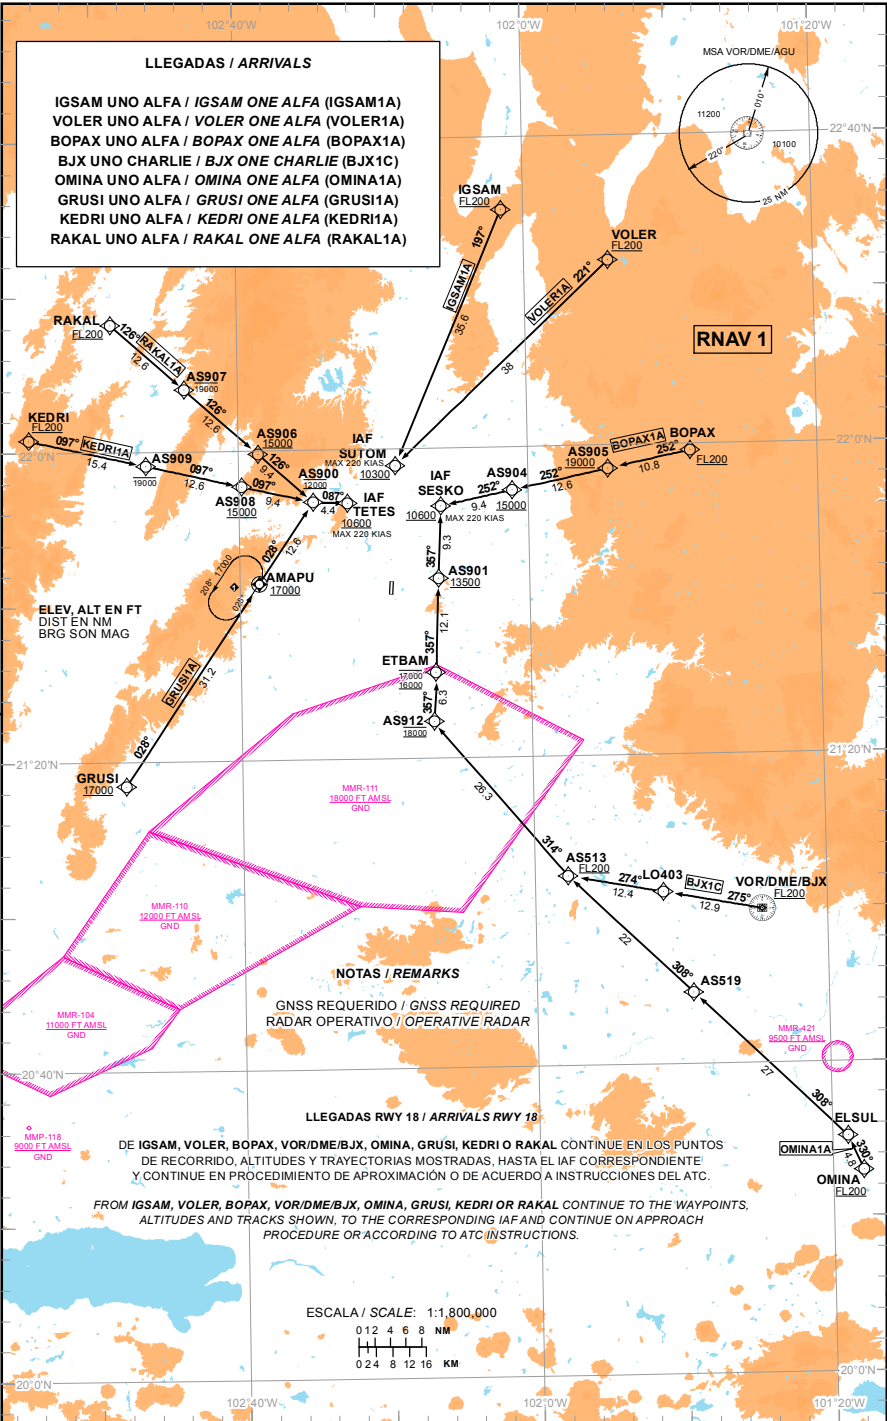 102°40'W
102°0'W
101°20'W
LLEGADAS / ARRIVALS
IGSAM UNO ALFA / IGSAM ONE ALFA (IGSAM1A)
VOLER UNO ALFA / VOLER ONE ALFA (VOLER1A)
BOPAX UNO ALFA / BOPAX ONE ALFA (BOPAX1A)
BJX UNO CHARLIE / BJX ONE CHARLIE (BJX1C)
OMINA UNO ALFA / OMINA ONE ALFA (OMINA1A)
GRUSI UNO ALFA / GRUSI ONE ALFA (GRUSI1A)
KEDRI UNO ALFA / KEDRI ONE ALFA (KEDRI1A)
RAKAL UNO ALFA / RAKAL ONE ALFA (RAKAL1A)
MSA VOR/DME/AGU
010°
11200
10100
220°
25 NM
22°40'N
IGSAM
FL200
197°
IGSAM1A
35.6
VOLER
FL200
221°
VOLER1A
38
RNAV 1
RAKAL
FL200
126°
RAKAL1A
12.6
AS907
19000
126°
12.6
KEDRI
FL200
097°
KEDRI1A
15.4
22°0'N
AS909
19000
097°
12.6
AS906
15000
126°
9.4
AS908
15000
097°
9.4
AS900
12000
087°
4.4
IAF
SUTOM
MAX 220 KIAS
10300
IAF
TETES
10600
MAX 220 KIAS
IAF
SESKO
10600
MAX 220 KIAS
AS904
15000
252°
9.4
AS905
19000
252°
12.6
BOPAX1A
BOPAX
FL200
252°
10.8
22°0'N
9.3
357°
AS901
13500
028°
12.6
AMAPU
17000
208° 17000
028°
ELEV, ALT EN FT
DIST EN NM
BRG SON MAG
GRUSI1A
31.2
028°
GRUSI
17000
357°
12.1
ETBAM
17000
16000
357°
6.3
AS912
18000
21°20'N
21°20'N
MMR-111
18000 FT AMSL
GND
26.3
314°
AS513
FL200
274°
12.4
LO403
BJX1C
275°
12.9
VOR/DME/BJX
FL200
MMR-110
12000 FT AMSL
GND
22
308°
AS519
NOTAS / REMARKS
GNSS REQUERIDO / GNSS REQUIRED
RADAR OPERATIVO / OPERATIVE RADAR
MMR-104
11000 FT AMSL
GND
MMR-421
9500 FT AMSL
GND
20°40'N
20°40'N
27
308°
ELSUL
OMINA1A
4.8
330°
OMINA
FL200
MMP-118
9000 FT AMSL
GND
LLEGADAS RWY 18 / ARRIVALS RWY 18
DE IGSAM, VOLER, BOPAX, VOR/DME/BJX, OMINA, GRUSI, KEDRI O RAKAL CONTINUE EN LOS PUNTOS
DE RECORRIDO, ALTITUDES Y TRAYECTORIAS MOSTRADAS, HASTA EL IAF CORRESPONDIENTE
Y CONTINUE EN PROCEDIMIENTO DE APROXIMACIÓN O DE ACUERDO A INSTRUCCIONES DEL ATC.
FROM IGSAM, VOLER, BOPAX, VOR/DME/BJX, OMINA, GRUSI, KEDRI OR RAKAL CONTINUE TO THE WAYPOINTS,
ALTITUDES AND TRACKS SHOWN, TO THE CORRESPONDING IAF AND CONTINUE ON APPROACH
PROCEDURE OR ACCORDING TO ATC INSTRUCTIONS.
ESCALA / SCALE: 1:1,800,000
0 1 2 4 6 8 NM
0 2 4 8 12 16 KM
20°0'N
20°0'N
102°40'W
102°0'W
101°20'W